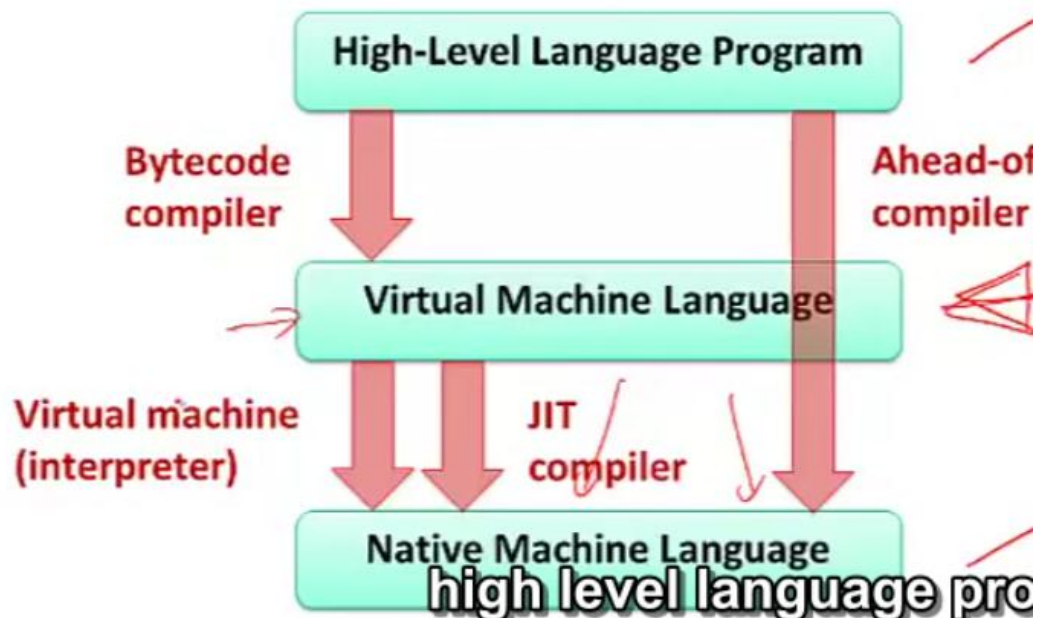 High-Level Language Program
Bytecode
compiler
Ahead-of
compiler
Virtual Machine Language
Virtual machine
(interpreter)
JIT
compiler
Native Machine Language
high level language pro